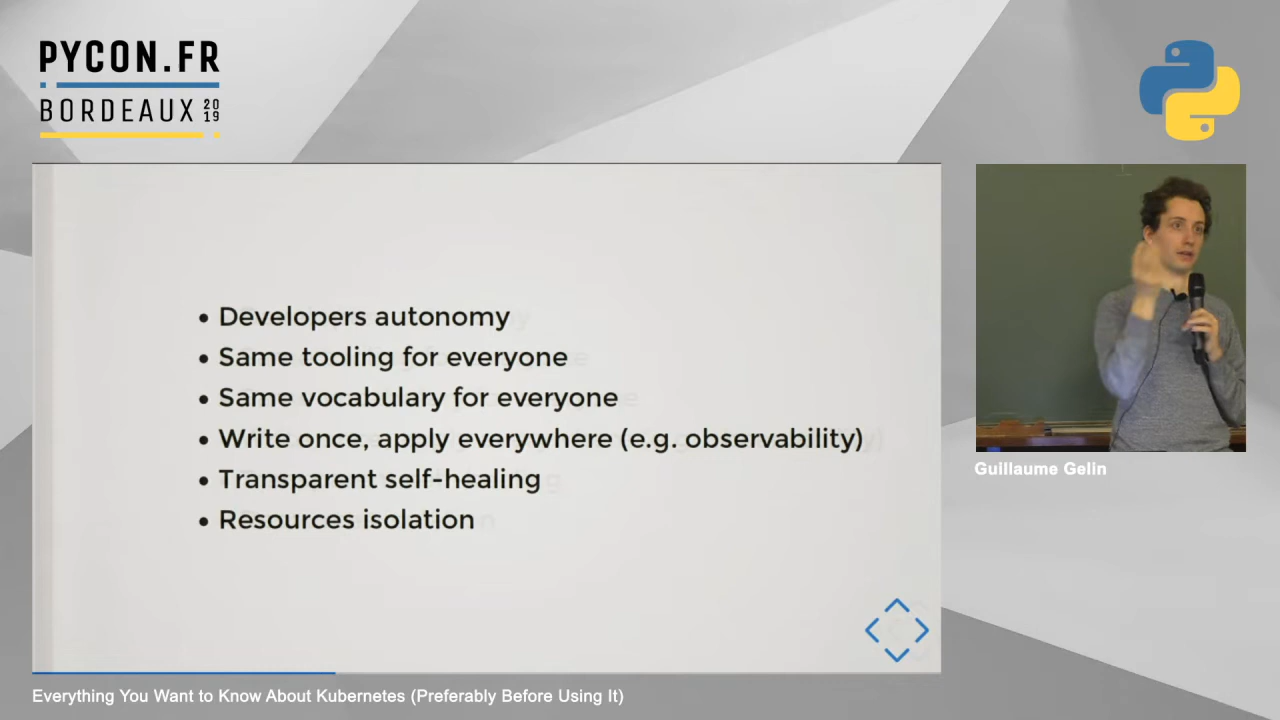 PYCON.FR
BORDEAUX 2019
• Developers autonomy
• Same tooling for everyone
• Same vocabulary for everyone
• Write once, apply everywhere (e.g. observability)
• Transparent self-healing
• Resources isolation
Guillaume Gelin
Everything You Want to Know About Kubernetes (Preferably Before Using It)